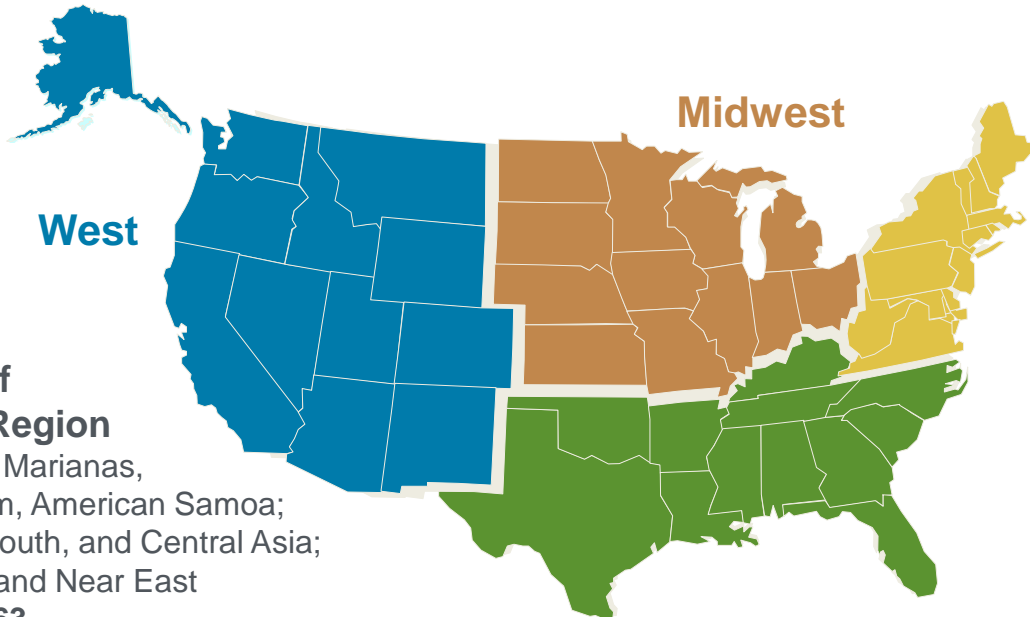 Midwest
West
f
Region
Marianas,
m, American Samoa;
outh, and Central Asia;
and Near East